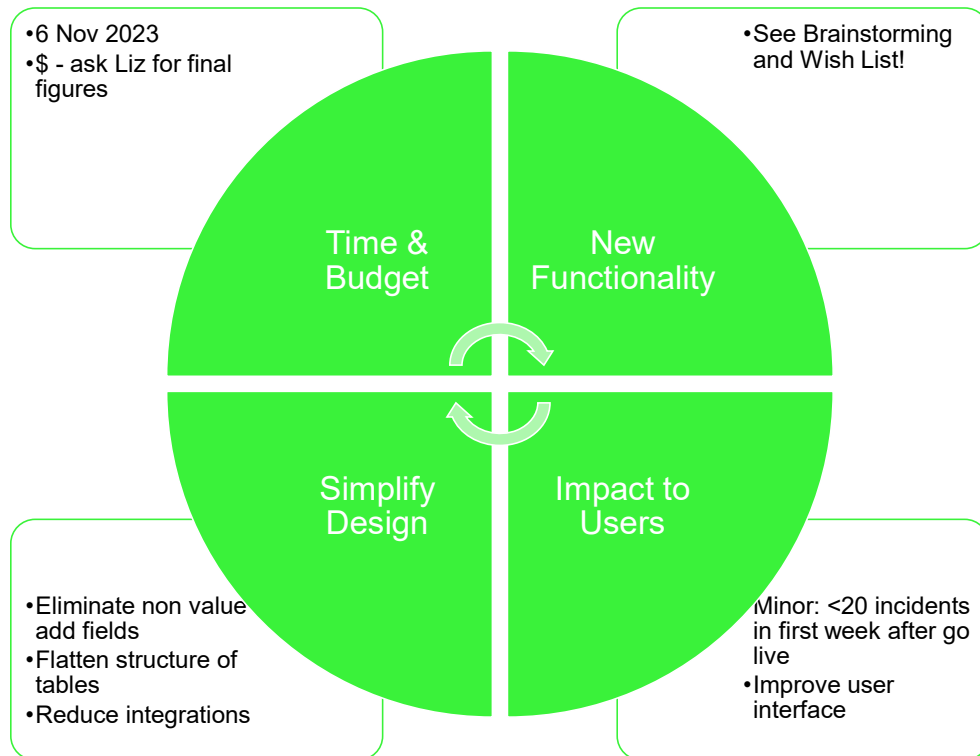 •6 Nov 2023
•$ - ask Liz for final
figures
•See Brainstorming
and Wish List!
Time &
Budget
New
Functionality
Simplify
Design
Impact to
Users
•Eliminate non value
add fields
•Flatten structure of
tables
•Reduce integrations
Minor: <20 incidents
in first week after go
live
•Improve user
interface